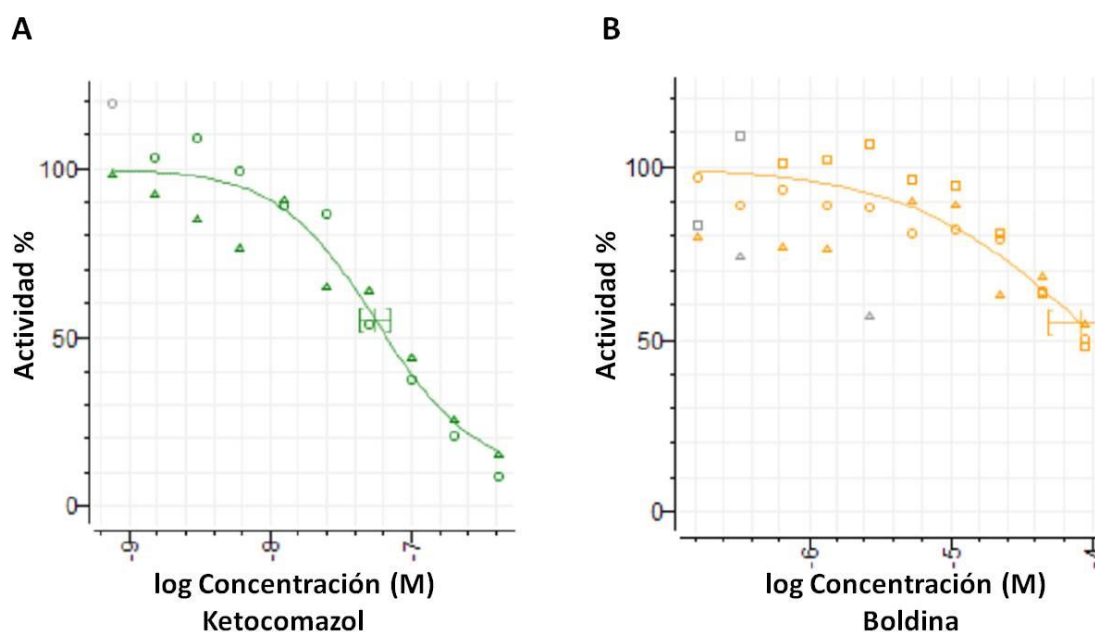 A
Actividad %
100
50
0
-9
-8
-7
log Concentración (M)
Ketocomazol
B
Actividad %
100
50
0
-6
-5
-4
log Concentración (M)
Boldina